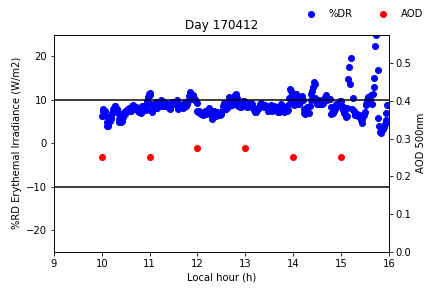 %DR AOD
Day 170412
%RD Erythemal Irradiance (W/m2)
20
10
0
−10
−20
0.5
0.4
0.3
0.2
0.1
0.0
AOD 500nm
9 10 11 12 13 14 15 16
Local hour (h)